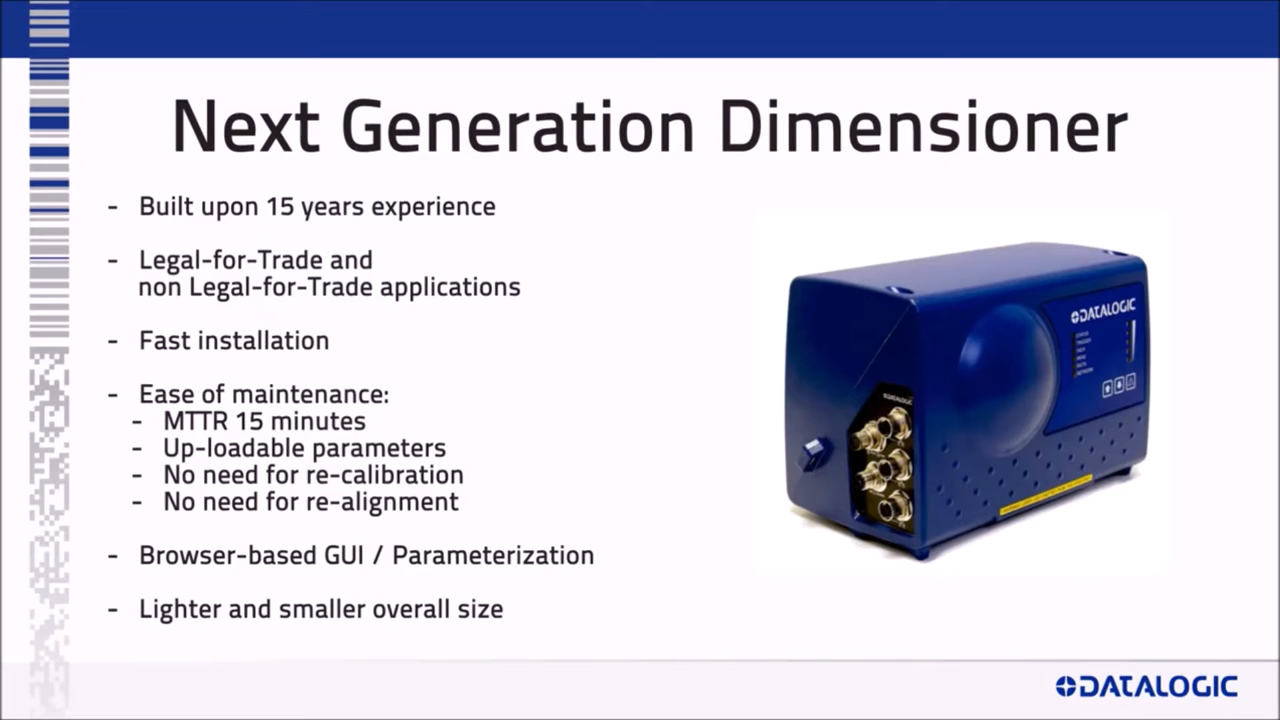 Next Generation Dimensioner
- Built upon 15 years experience
- Legal-for-Trade and
non Legal-for-Trade applications
- Fast installation
- Ease of maintenance:
- MTTR 15 minutes
- Up-loadable parameters
- No need for re-calibration
- No need for re-alignment
- Browser-based GUI / Parameterization
- Lighter and smaller overall size
DATALOGIC
DATALOGIC
DATALOGIC